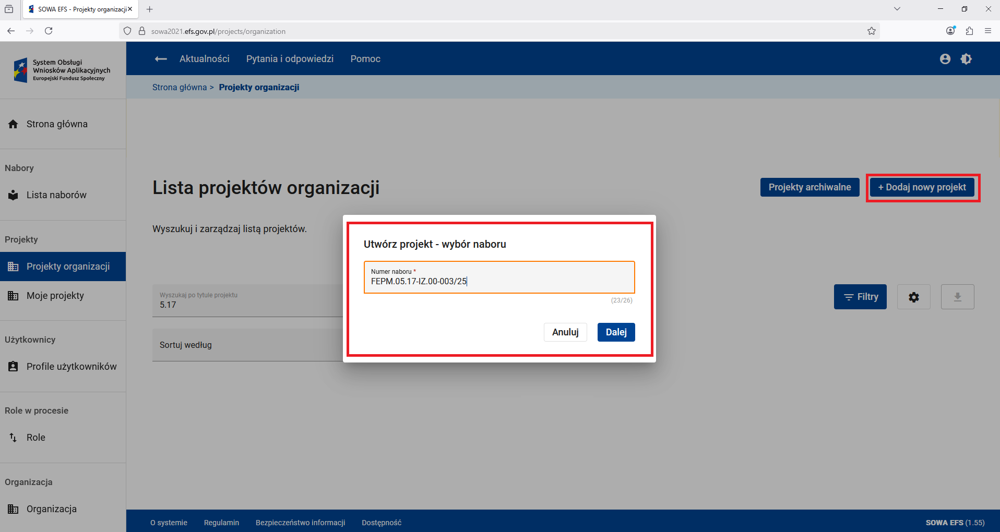 SOWA EFS - Projekty organizacji
sowa2021.efs.gov.pl/projects/organization
System Obsługi
Wniosków Aplikacyjnych
Europejski Fundusz Społeczny
Aktualności
Pytania i odpowiedzi
Pomoc
Strona główna > Projekty organizacji
Strona główna
Nabory
Lista naborów
Projekty
Projekty organizacji
Moje projekty
Użytkownicy
Profile użytkowników
Role w procesie
Role
Organizacja
Organizacja
Lista projektów organizacji
Projekty archiwalne
+ Dodaj nowy projekt
Wyszukuj i zarządzaj listą projektów.
Utwórz projekt - wybór naboru
Numer naboru *
FEPM.05.17-IZ.00-003/25
(23/26)
Anuluj
Dalej
Wyszukaj po tytule projektu
5.17
Filtry
Sortuj według
O systemie
Regulamin
Bezpieczeństwo informacji
Dostępność
SOWA EFS (1.55)